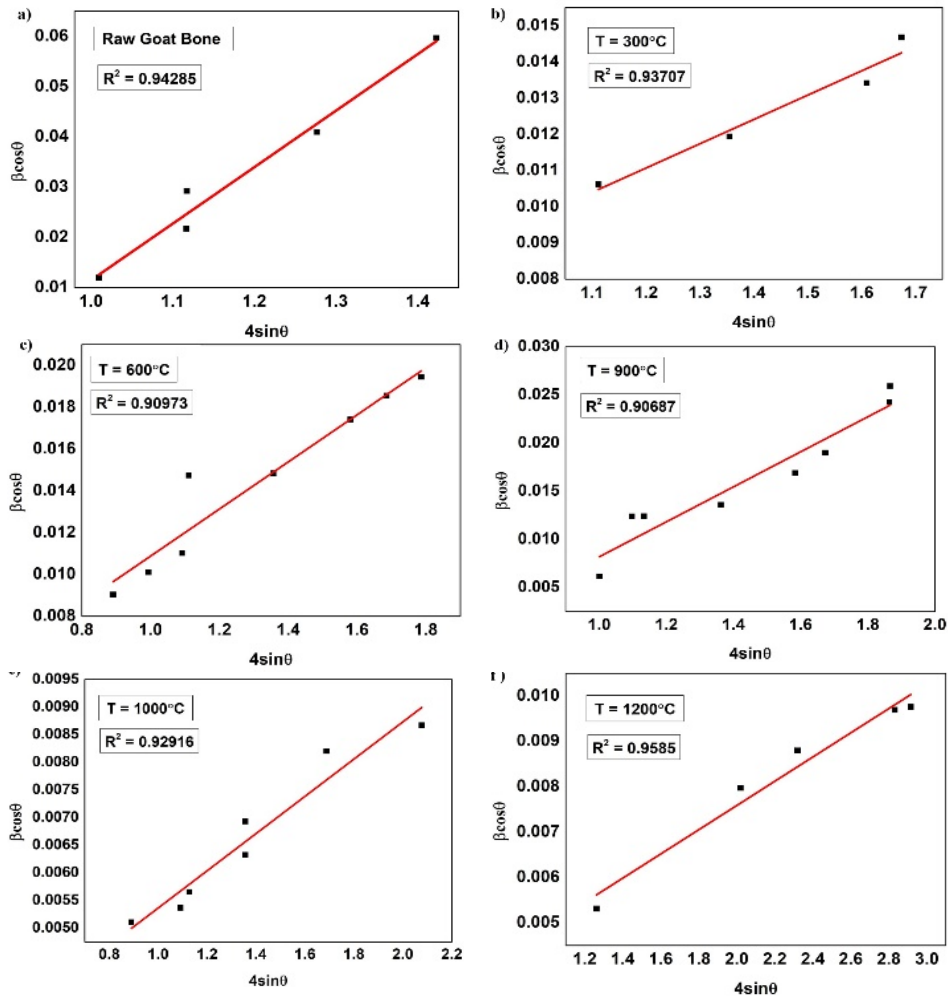 a)
Raw Goat Bone
R² = 0.94285
0.06
0.05
0.04
0.03
0.02
0.01
βcosθ
1.0 1.1 1.2 1.3 1.4
4sinθ
b)
T = 300°C
R² = 0.93707
0.015
0.014
0.013
0.012
0.011
0.010
0.009
0.008
βcosθ
1.1 1.2 1.3 1.4 1.5 1.6 1.7
4sinθ
c)
T = 600°C
R² = 0.90973
0.020
0.018
0.016
0.014
0.012
0.010
0.008
βcosθ
0.8 1.0 1.2 1.4 1.6 1.8
4sinθ
d)
T = 900°C
R² = 0.90687
0.030
0.025
0.020
0.015
0.010
0.005
βcosθ
1.0 1.2 1.4 1.6 1.8 2.0
4sinθ
T = 1000°C
R² = 0.92916
0.0095
0.0090
0.0085
0.0080
0.0070
0.0065
0.0060
0.0055
0.0050
βcosθ
0.8 1.0 1.2 1.4 1.6 1.8 2.0 2.2
4sinθ
f)
T = 1200°C
R² = 0.9585
0.010
0.009
0.008
0.007
0.006
0.005
βcosθ
1.2 1.4 1.6 1.8 2.0 2.2 2.4 2.6 2.8 3.0
4sinθ